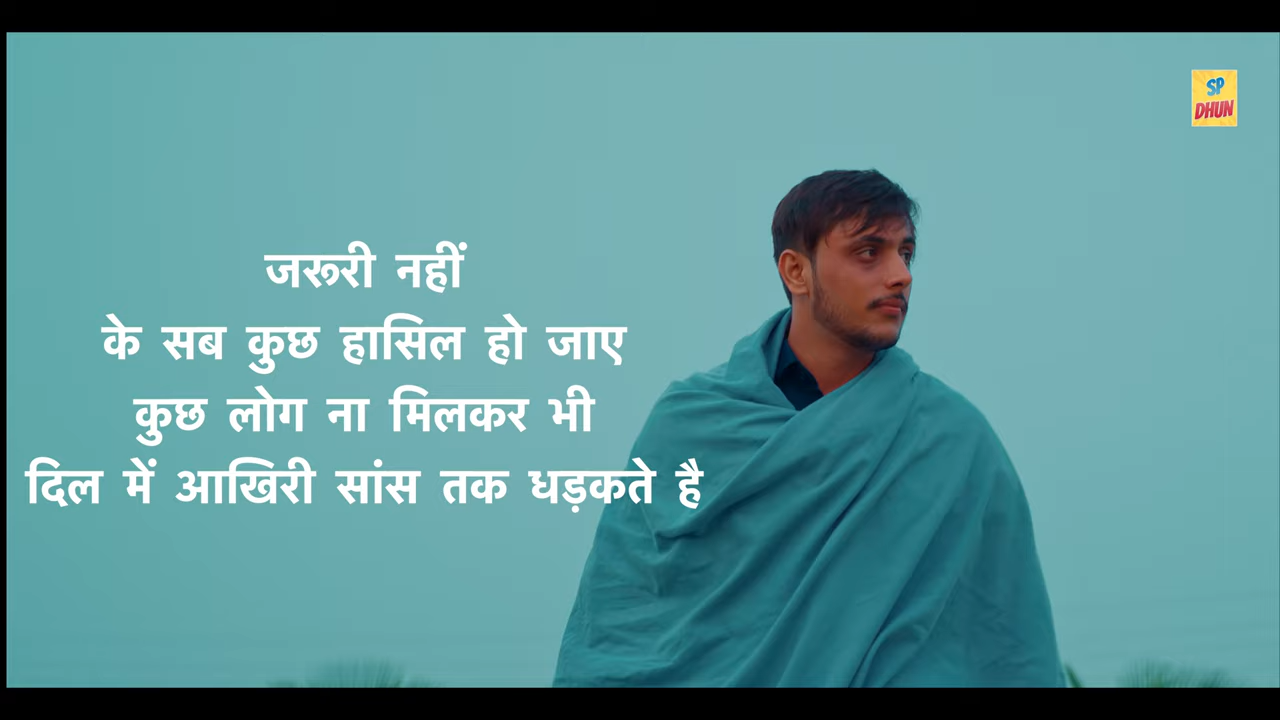 SP
DHUN
जरूरी नहीं
के सब कुछ हासिल हो जाए
कुछ लोग ना मिलकर भी
दिल में आखिरी सांस तक धड़कते है